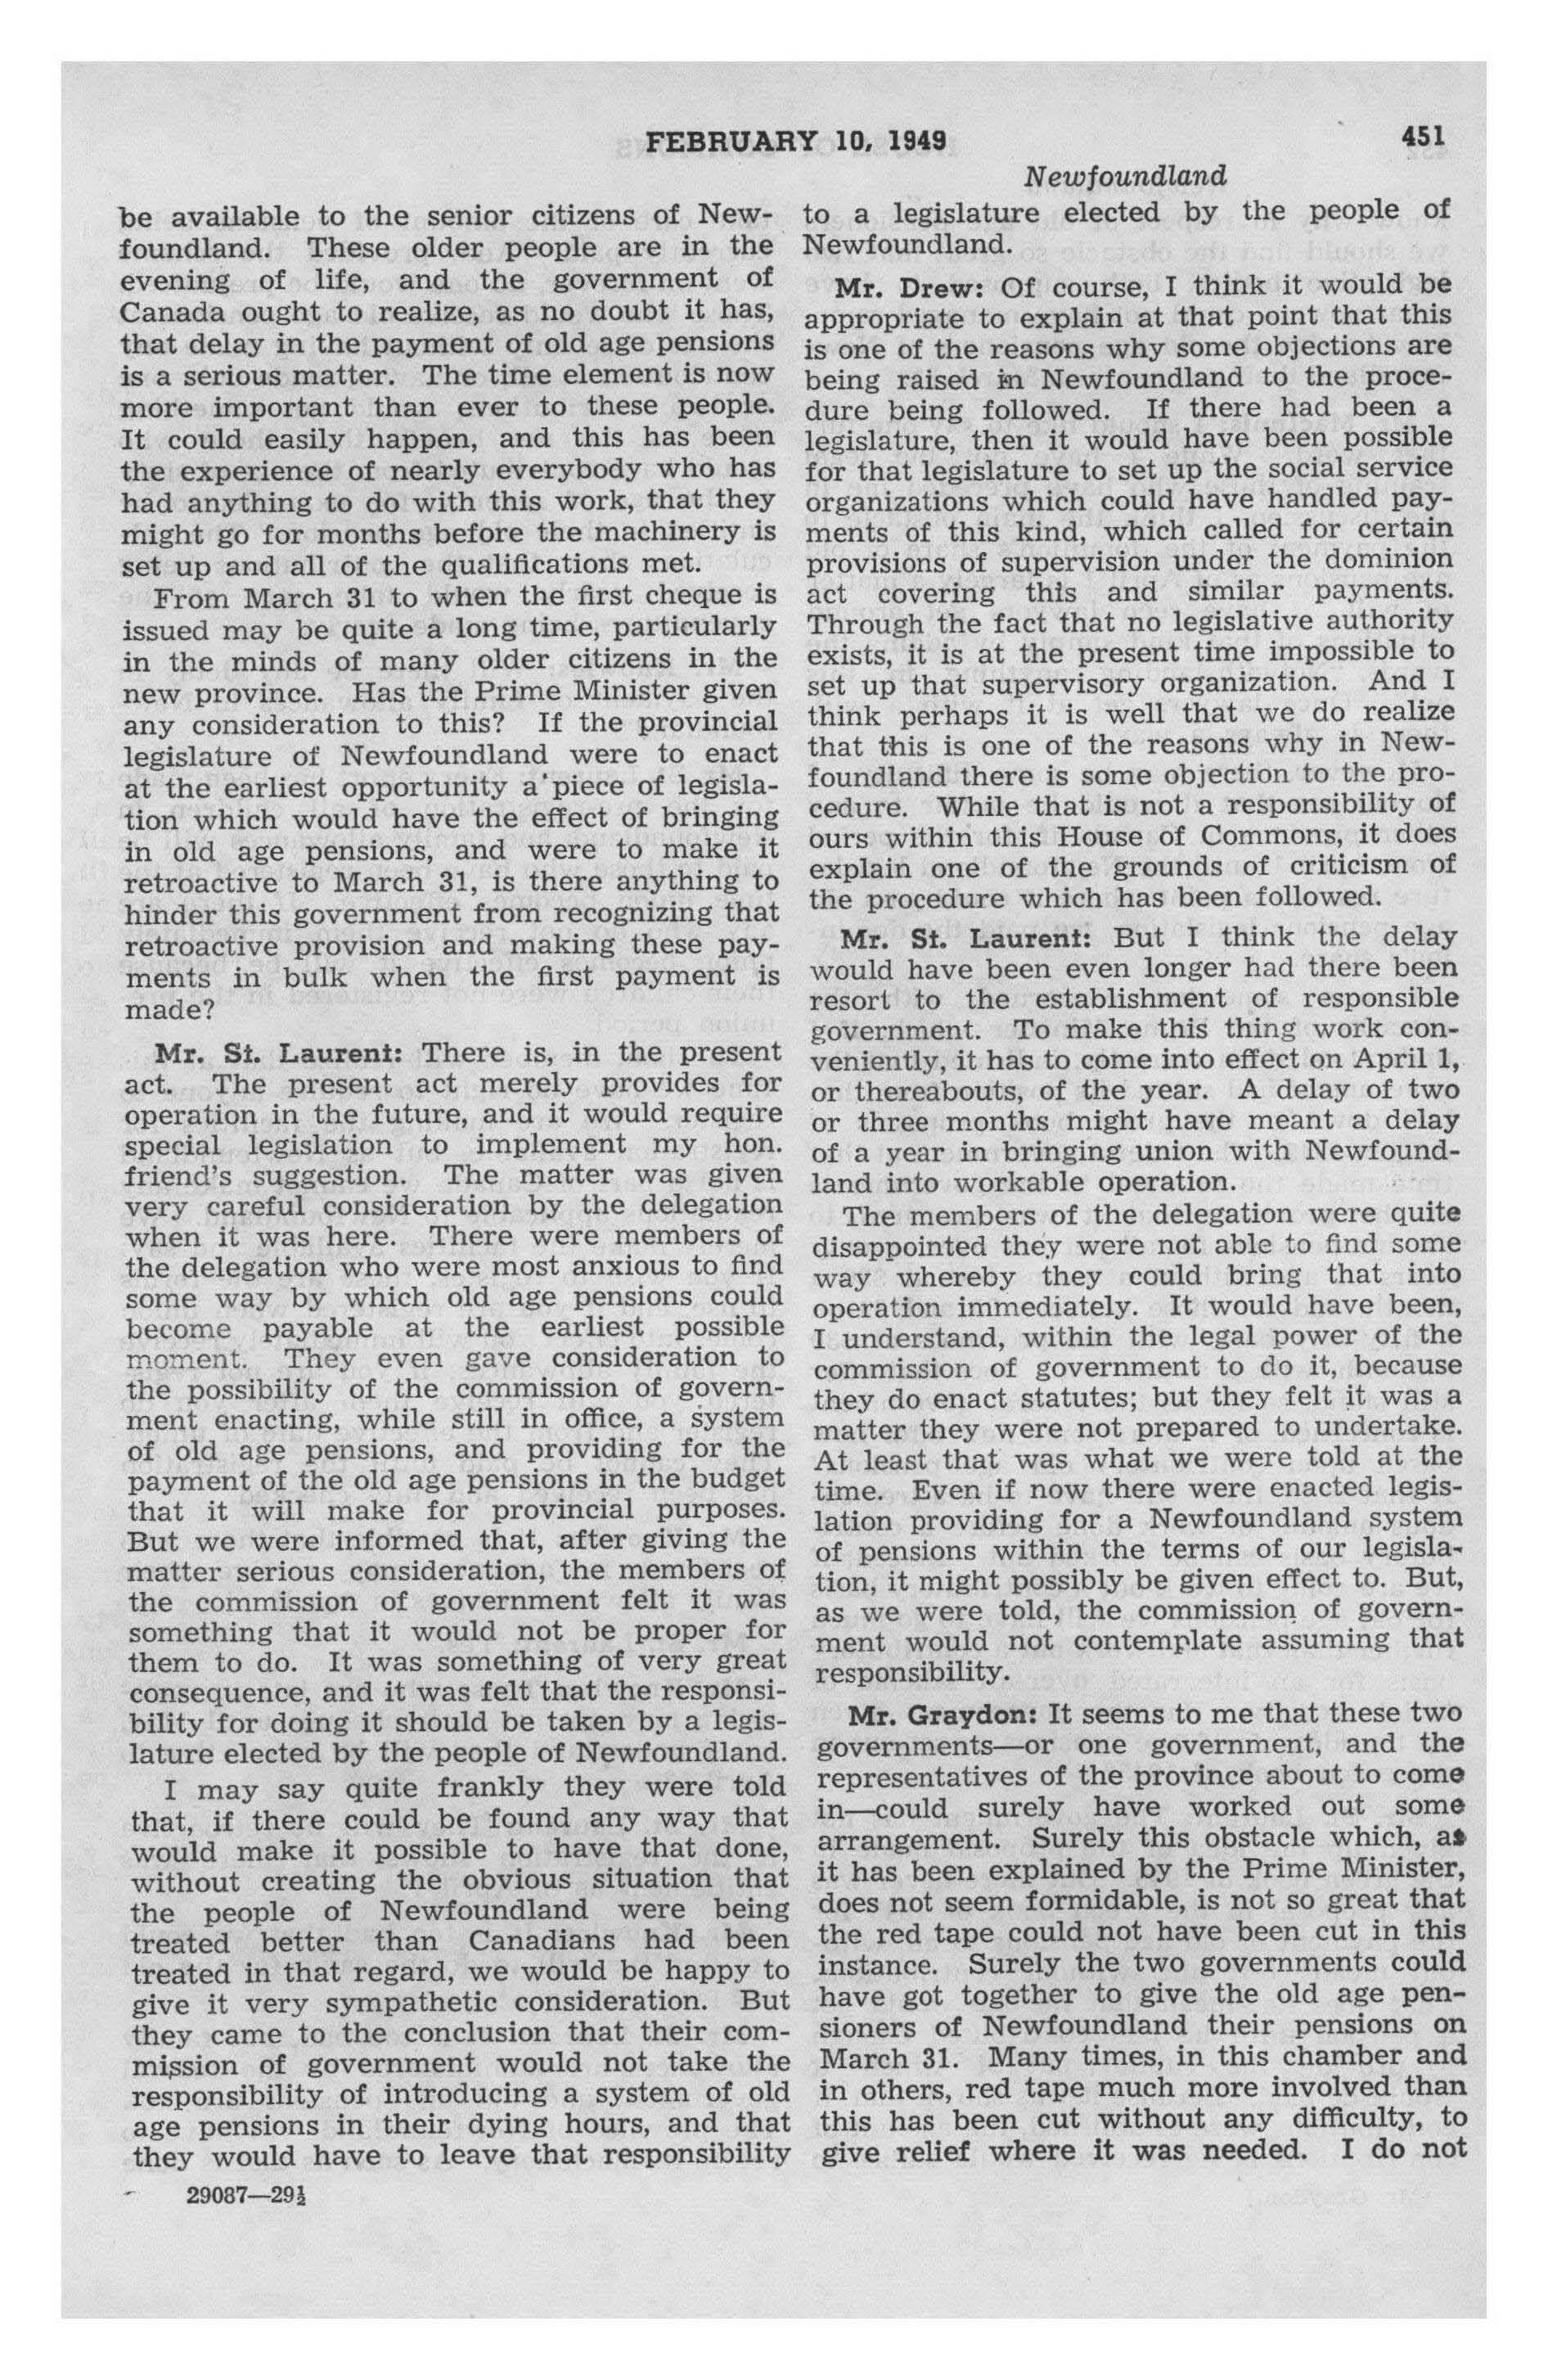 FEBRUARY 10, 1949
451
Newfoundland
be available to the senior citizens of New-
foundland. These older people are in the
evening of life, and the government of
Canada ought to realize, as no doubt it has,
that delay in the payment of old age pensions
is a serious matter. The time element is now
more important than ever to these people.
It could easily happen, and this has been
the experience of nearly everybody who has
had anything to do with this work, that they
might go for months before the machinery is
set up and all of the qualifications met.
From March 31 to when the first cheque is
issued may be quite a long time, particularly
in the minds of many older citizens in the
new province. Has the Prime Minister given
any consideration to this? If the provincial
legislature of Newfoundland were to enact
at the earliest opportunity a piece of legisla-
tion which would have the effect of bringing
in old age pensions, and were to make it
retroactive to March 31, is there anything to
hinder this government from recognizing that
retroactive provision and making these pay-
ments in bulk when the first payment is
made?
Mr. St. Laurent: There is, in the present
act. The present act merely provides for
operation in the future, and it would require
special legislation to implement my hon.
friend's suggestion. The matter was given
very careful consideration by the delegation
when it was here. There were members of
the delegation who were most anxious to find
some way by which old age pensions could
become payable at the earliest possible
moment. They even gave consideration to
the possibility of the commission of govern-
ment enacting, while still in office, a system
of old age pensions, and providing for the
payment of the old age pensions in the budget
that it will make for provincial purposes.
But we were informed that, after giving the
matter serious consideration, the members of
the commission of government felt it was
something that it would not be proper for
them to do. It was something of very great
consequence, and it was felt that the responsi-
bility for doing it should be taken by a legis-
lature elected by the people of Newfoundland.
I may say quite frankly they were told
that, if there could be found any way that
would make it possible to have that done,
without creating the obvious situation that
the people of Newfoundland were being
treated better than Canadians had been
treated in that regard, we would be happy to
give it very sympathetic consideration. But
they came to the conclusion that their com-
mission of government would not take the
responsibility of introducing a system of old
age pensions in their dying hours, and that
they would have to leave that responsibility
29087—29½
to a legislature elected by the people of
Newfoundland.
Mr. Drew: Of course, I think it would be
appropriate to explain at that point that this
is one of the reasons why some objections are
being raised in Newfoundland to the proce-
dure being followed. If there had been a
legislature, then it would have been possible
for that legislature to set up the social service
organizations which could have handled pay-
ments of this kind, which called for certain
provisions of supervision under the dominion
act covering this and similar payments.
Through the fact that no legislative authority
exists, it is at the present time impossible to
set up that supervisory organization. And I
think perhaps it is well that we do realize
that this is one of the reasons why in New-
foundland there is some objection to the pro-
cedure. While that is not a responsibility of
ours within this House of Commons, it does
explain one of the grounds of criticism of
the procedure which has been followed.
Mr. St. Laurent: But I think the delay
would have been even longer had there been
resort to the establishment of responsible
government. To make this thing work con-
veniently, it has to come into effect on April 1,
or thereabouts, of the year. A delay of two
or three months might have meant a delay
of a year in bringing union with Newfound-
land into workable operation.
The members of the delegation were quite
disappointed they were not able to find some
way whereby they could bring that into
operation immediately. It would have been,
I understand, within the legal power of the
commission of government to do it, because
they do enact statutes; but they felt it was a
matter they were not prepared to undertake.
At least that was what we were told at the
time. Even if now there were enacted legis-
lation providing for a Newfoundland system
of pensions within the terms of our legisla-
tion, it might possibly be given effect to. But,
as we were told, the commission of govern-
ment would not contemplate assuming that
responsibility.
Mr. Graydon: It seems to me that these two
governments—or one government, and the
representatives of the province about to come
in—could surely have worked out some
arrangement. Surely this obstacle which, as
it has been explained by the Prime Minister,
does not seem formidable, is not so great that
the red tape could not have been cut in this
instance. Surely the two governments could
have got together to give the old age pen-
sioners of Newfoundland their pensions on
March 31. Many times, in this chamber and
in others, red tape much more involved than
this has been cut without any difficulty, to
give relief where it was needed. I do not